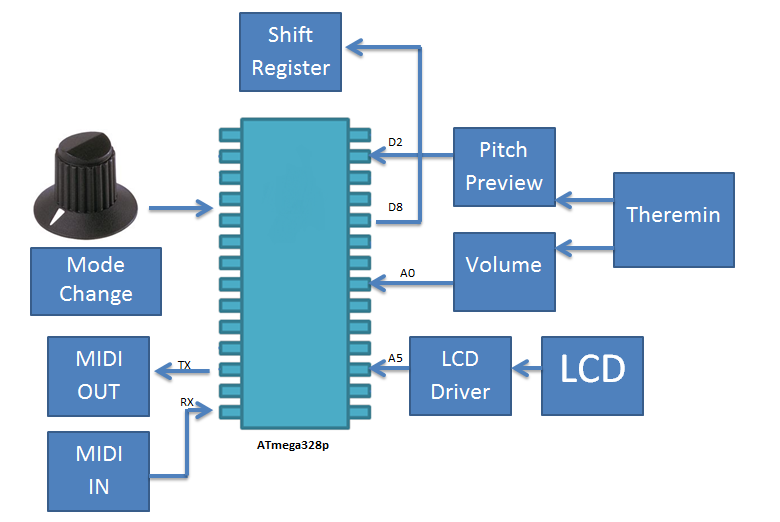 Shift
Register
D2
Pitch
Preview
D8
Theremin
Mode
Change
A0
Volume
MIDI
OUT
TX
A5
LCD
Driver
LCD
RX
MIDI
IN
ATmega328p